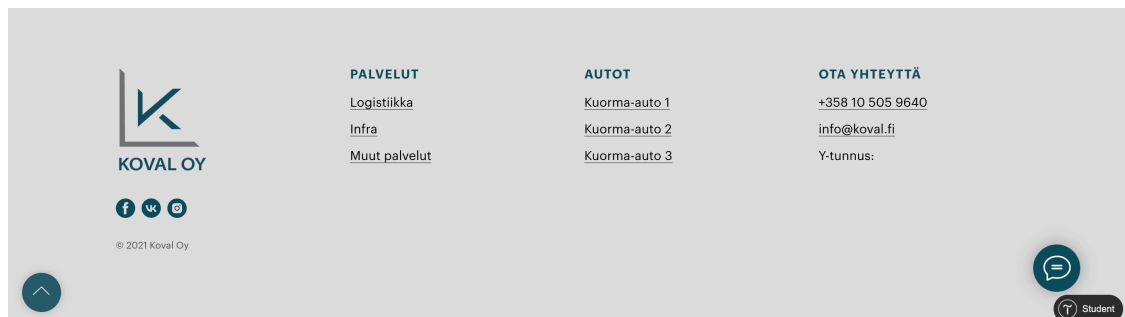 KOVAL OY
© 2021 Koval Oy
PALVELUT
Logistiikka
Infra
Muut palvelut
AUTOT
Kuorma-auto 1
Kuorma-auto 2
Kuorma-auto 3
OTA YHTEYTTÄ
+358 10 505 9640
info@koval.fi
Y-tunnus:
Student